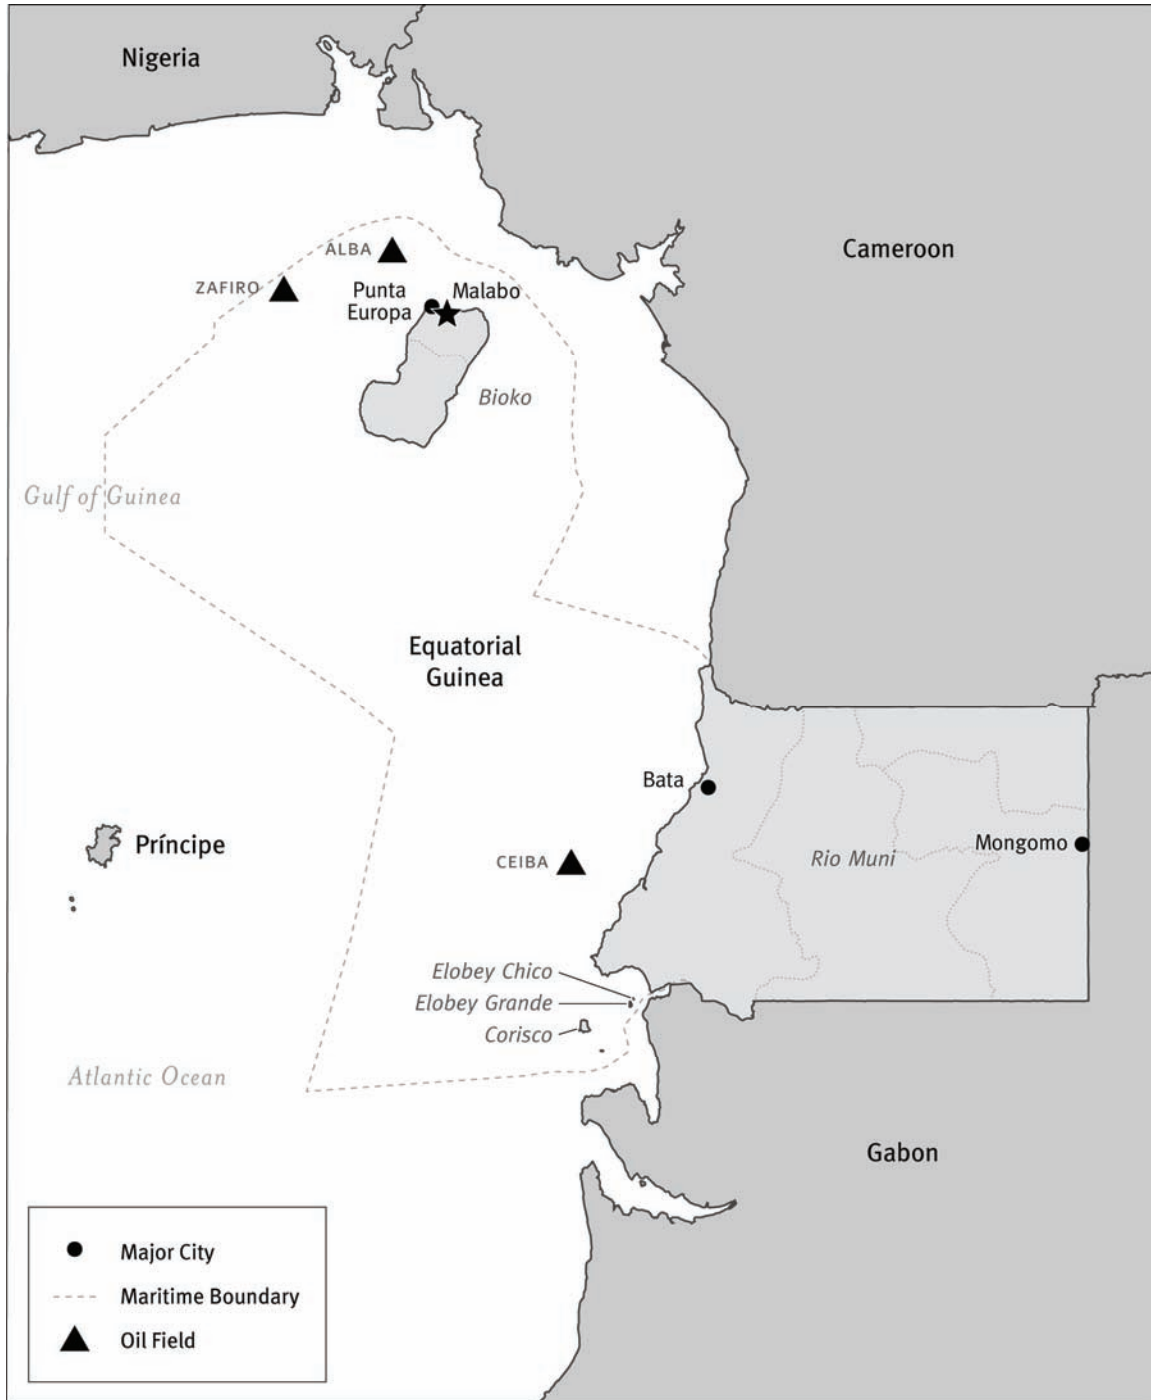 Nigeria
Cameroon
ALBA
ZAFIRO
Punta
Europa
Malabo
Bioko
Gulf of Guinea
Equatorial
Guinea
Bata
Príncipe
Mongomo
Rio Muni
CEIBA
Elobey Chico
Elobey Grande
Corisco
Atlantic Ocean
Gabon
Major City
Maritime Boundary
Oil Field